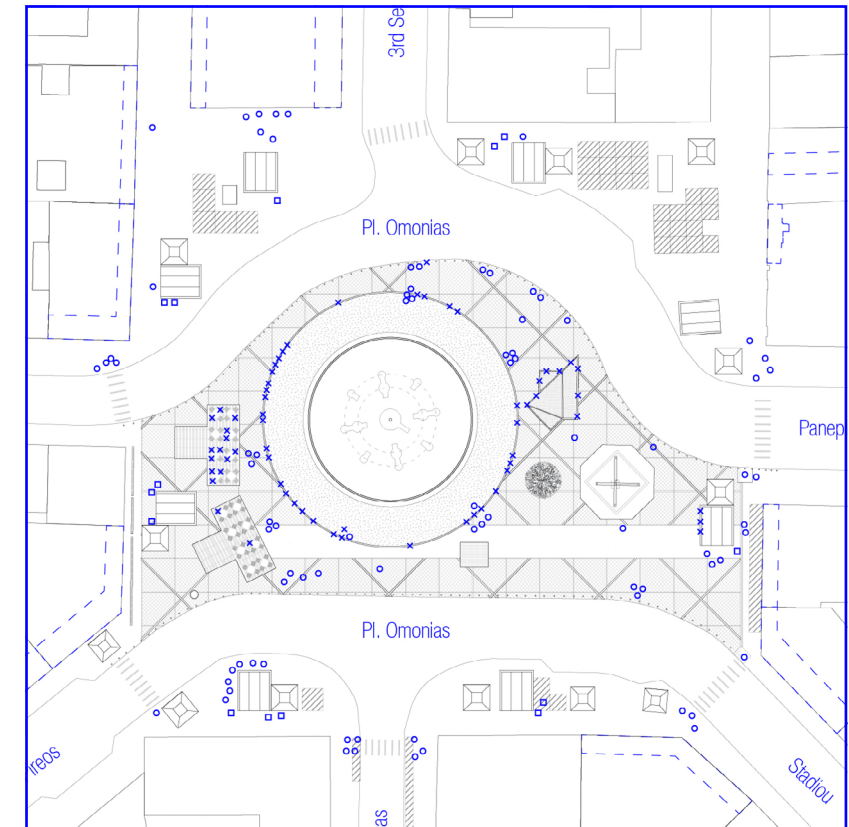 3rd Se
Pl. Omonias
Panep
Pl. Omonias
ireos
Stadiou
as